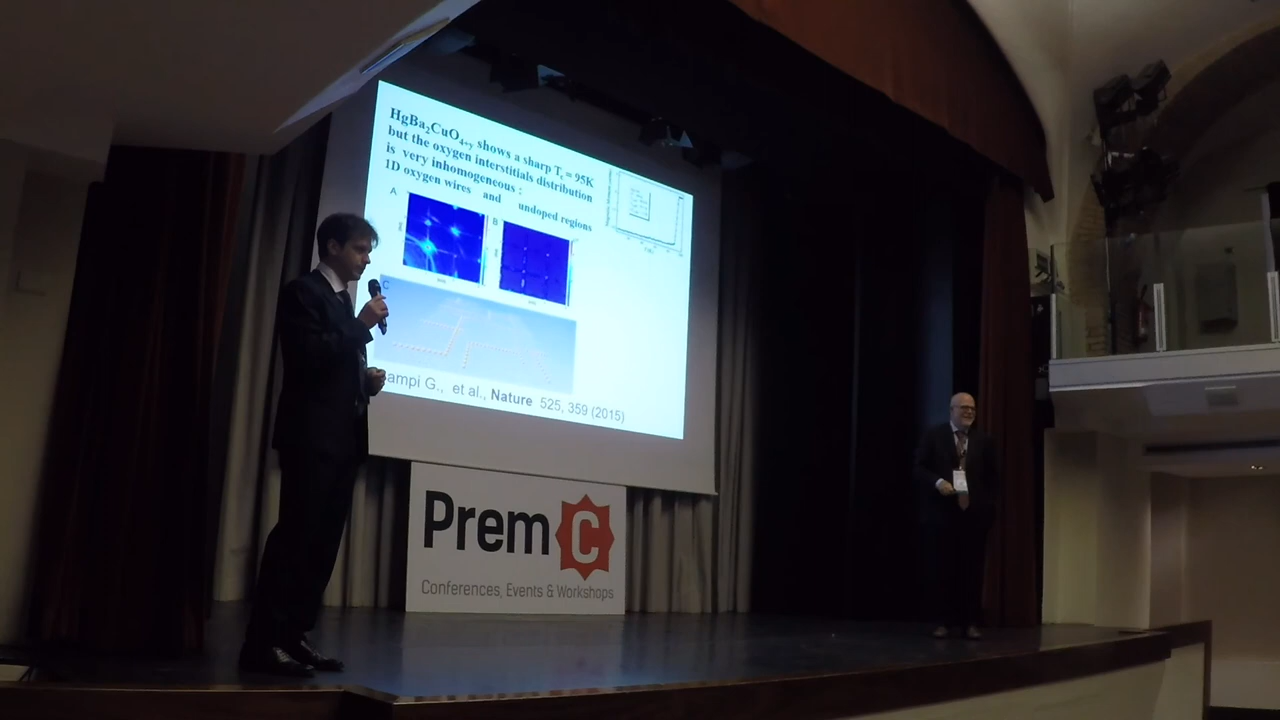 HgBa₂CuO₄₊ᵧ shows a sharp T꜀ = 95K
but the oxygen interstitials distribution
is very inhomogeneous :
1D oxygen wires and undoped regions
A
B
C
ampi G., et al., Nature 525, 359 (2015)
Prem C
Conferences, Events & Workshops